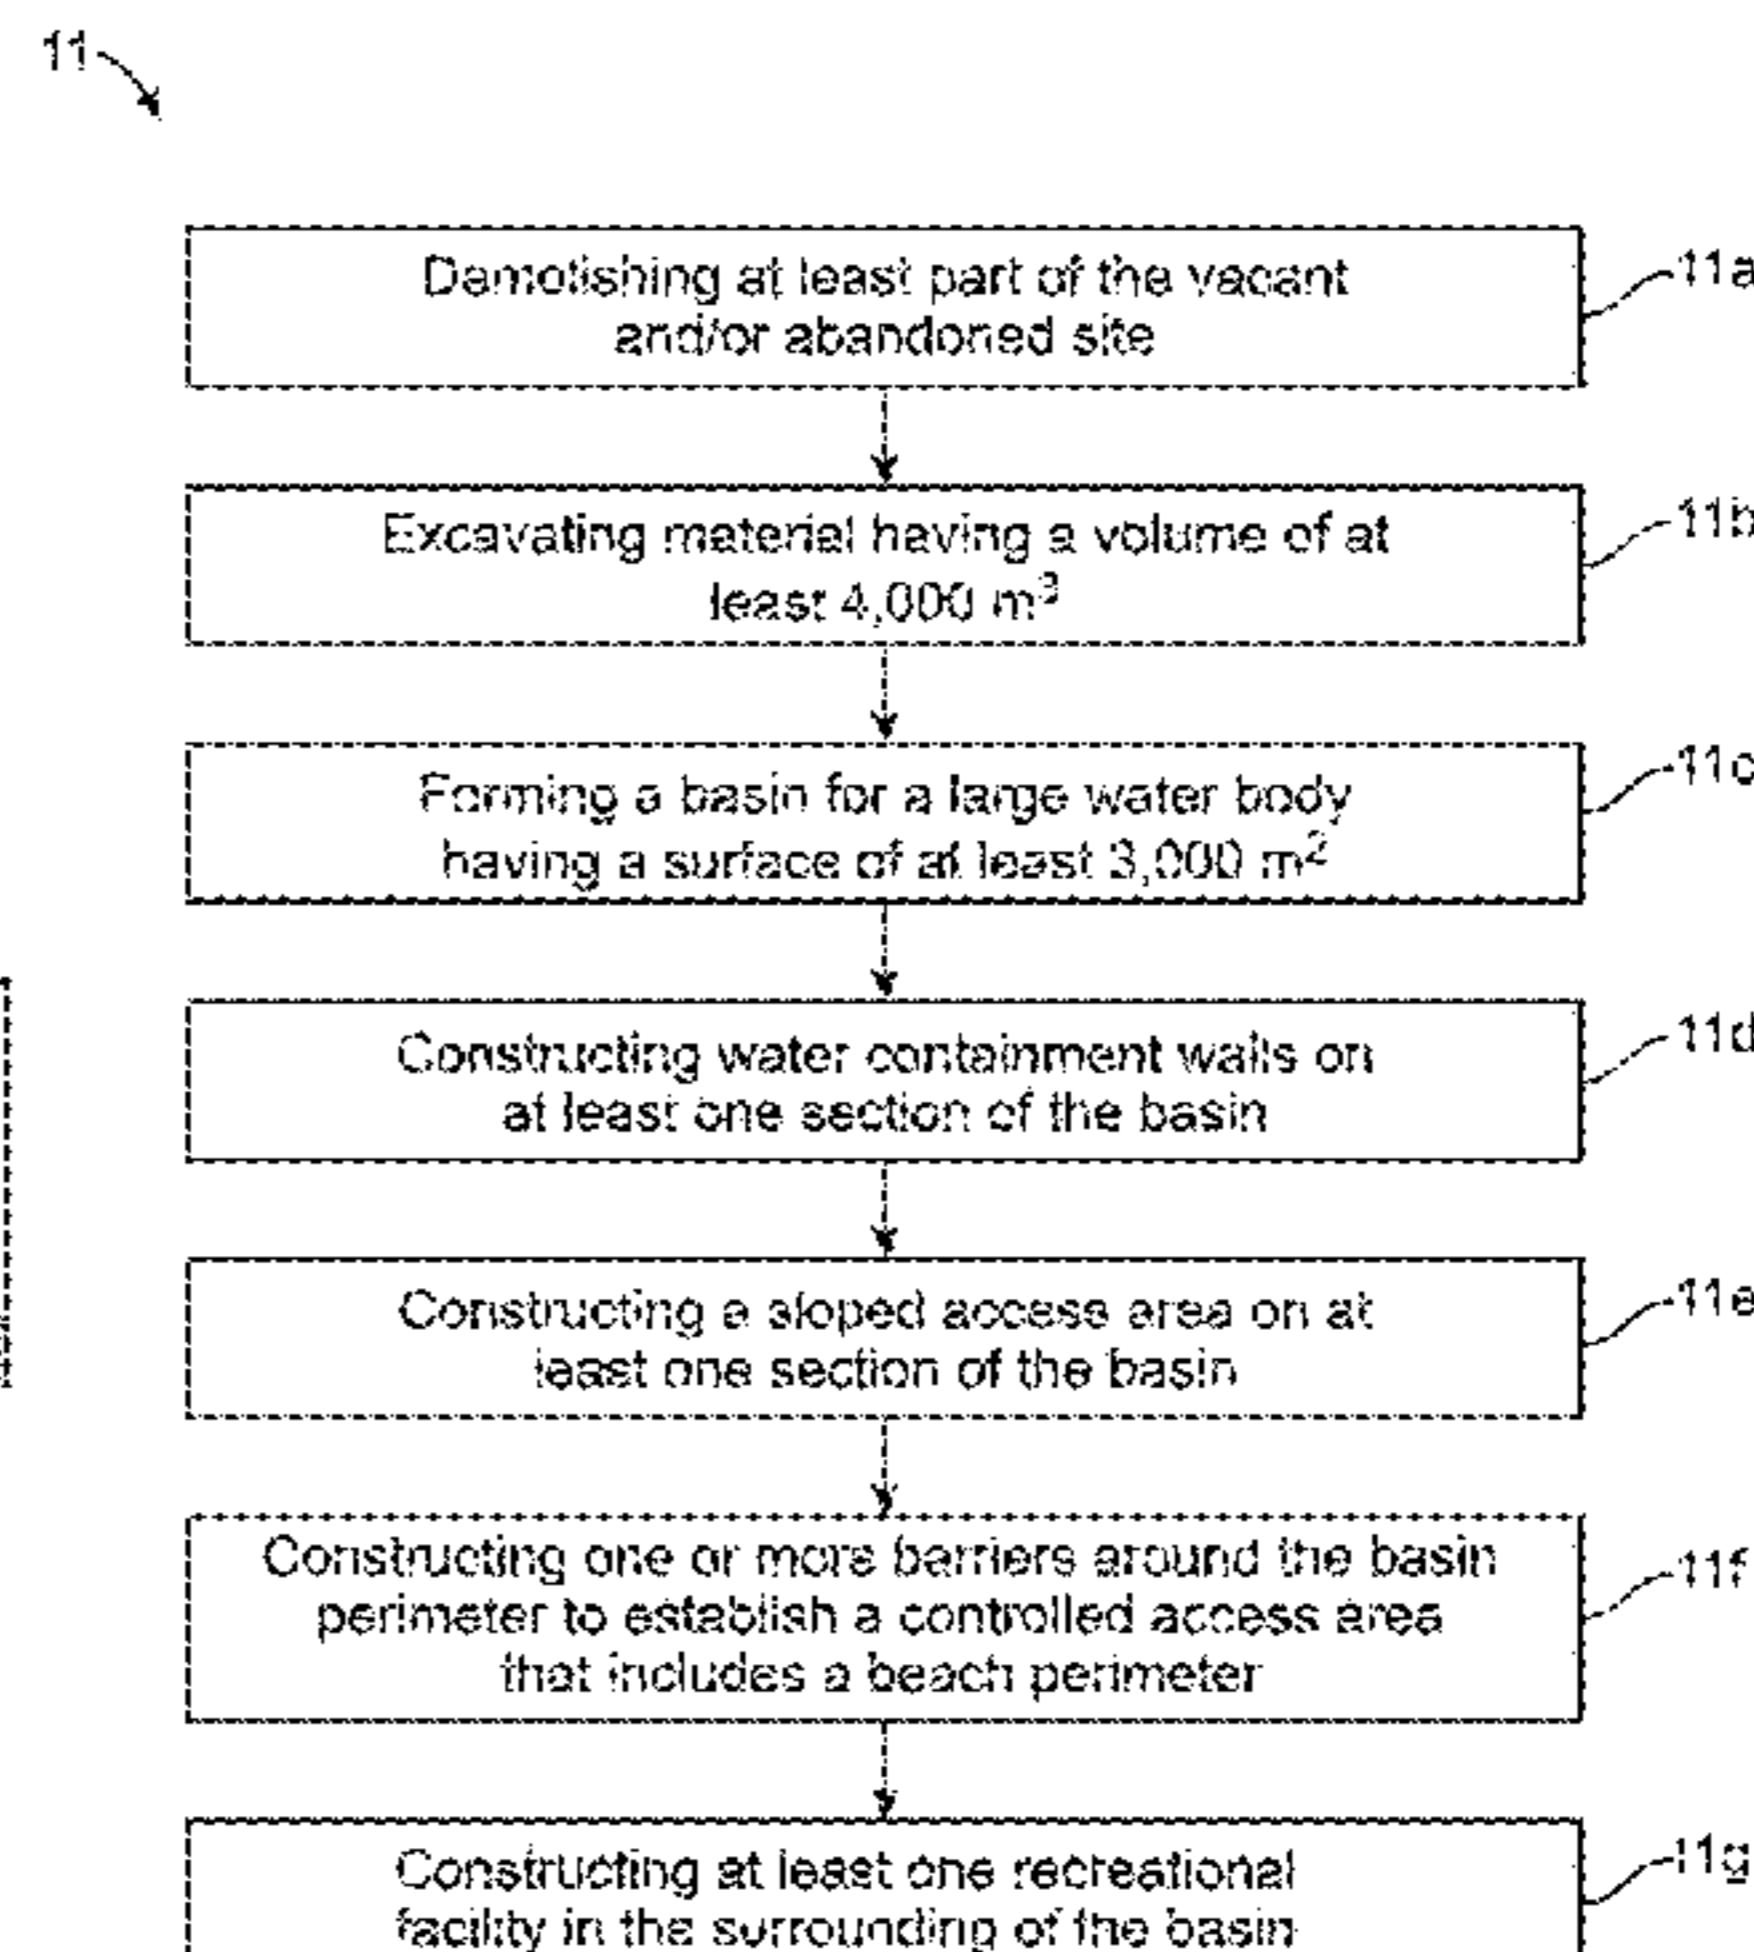 11
Demolishing at least part of the vacant
and/or abandoned site
11a
Excavating material having a volume of at
least 4,000 m³
11b
Forming a basin for a large water body
having a surface of at least 3,000 m²
11c
Constructing water containment walls on
at least one section of the basin
11d
Constructing a sloped access area on at
least one section of the basin
11e
Constructing one or more barriers around the basin
perimeter to establish a controlled access area
that includes a beach perimeter
11f
Constructing at least one recreational
facility in the surrounding of the basin
11g